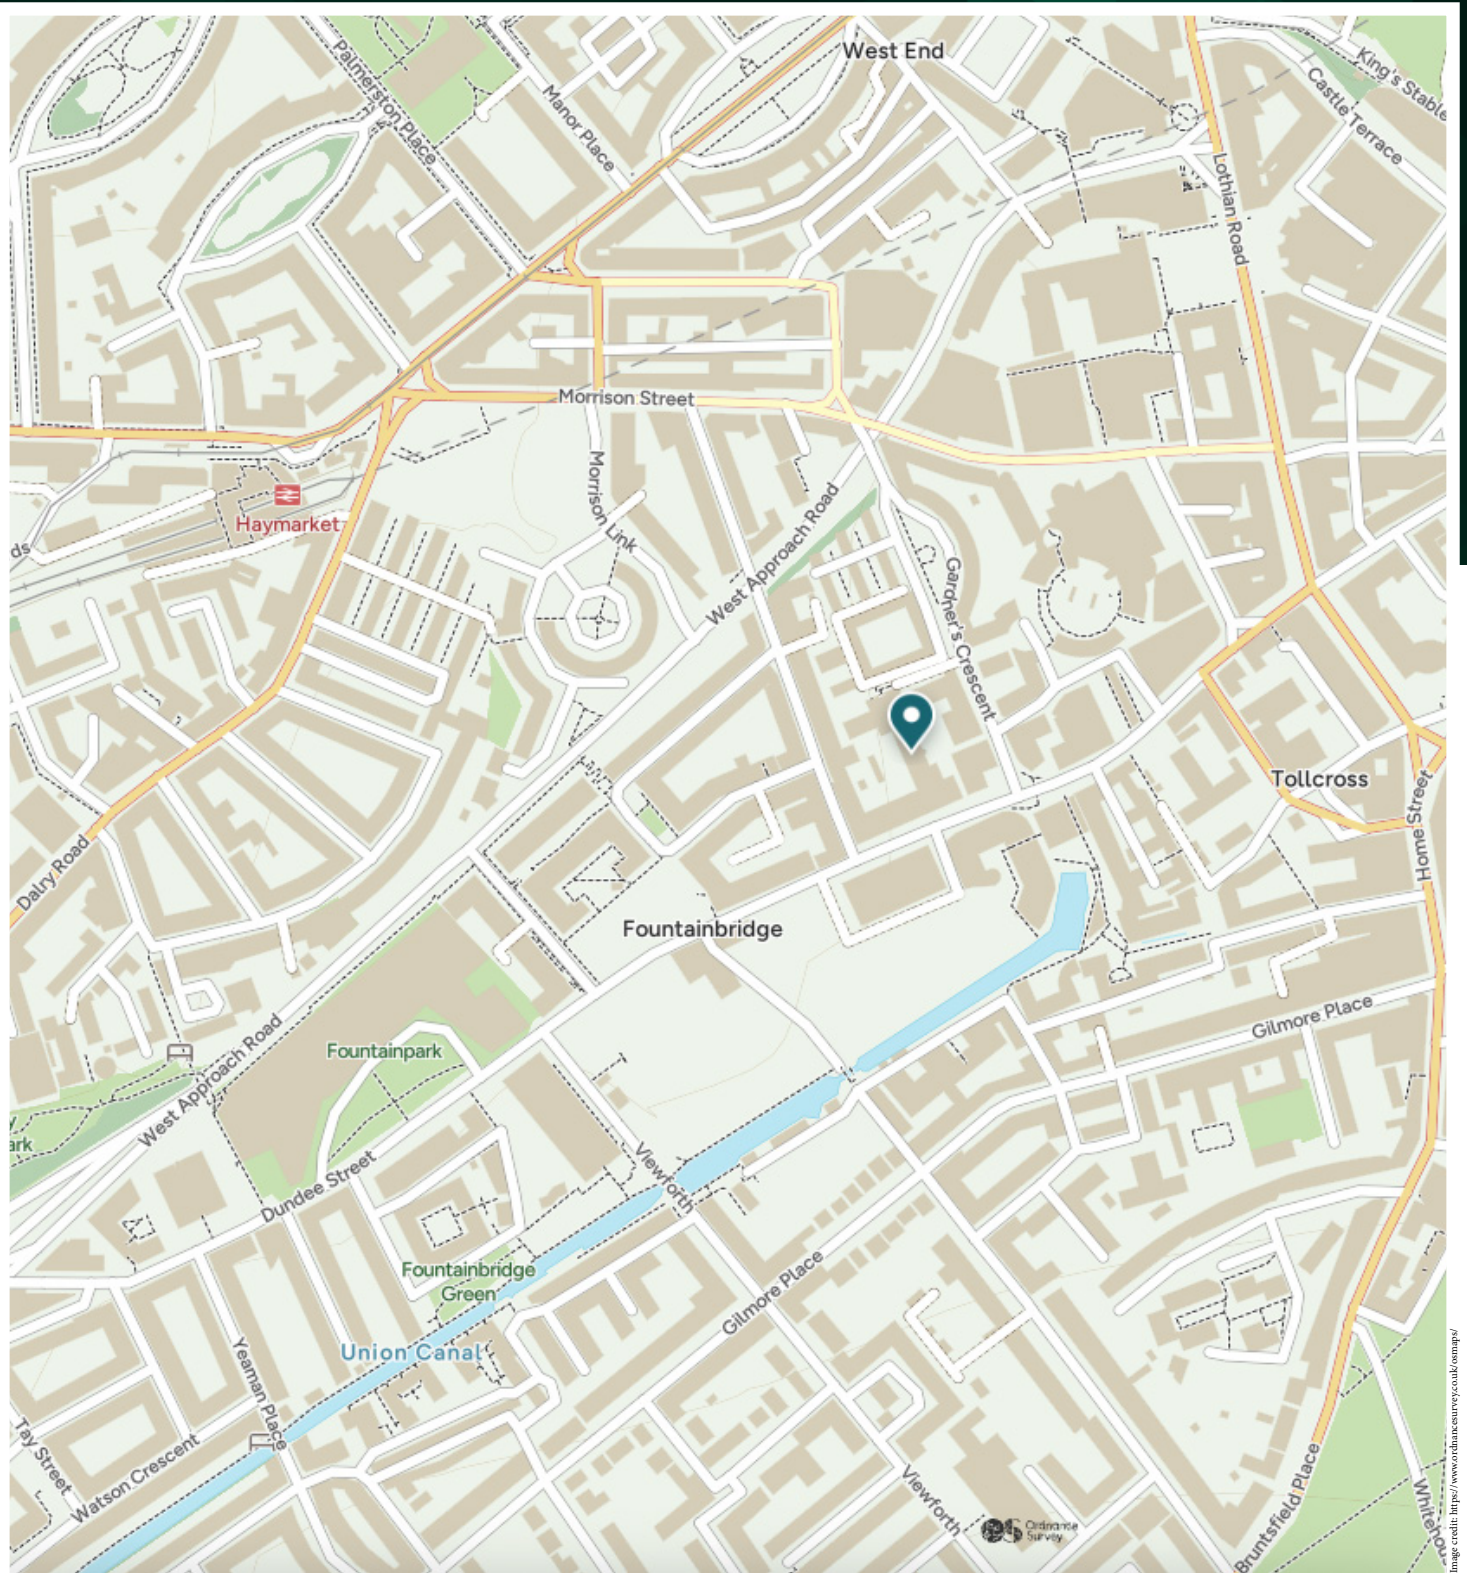 West End
King's Stable
Castle Terrace
Palmerston Place
Manor Place
Lothian Road
Morrison Street
Morrison Link
Haymarket
ds
West Approach Road
Gardner's Crescent
Tollcross
Home Street
Dalry Road
Fountainbridge
Gilmore Place
Fountainpark
West Approach Road
ark
Viewforth
Dundee Street
Fountainbridge
Green
Gilmore Place
Union Canal
Yeaman Place
Tay Street
Watson Crescent
Viewforth
Ordnance
Survey
Bruntsfield Place
Whitehou
Image credit: https://www.ordnancesurvey.co.uk/osmaps/